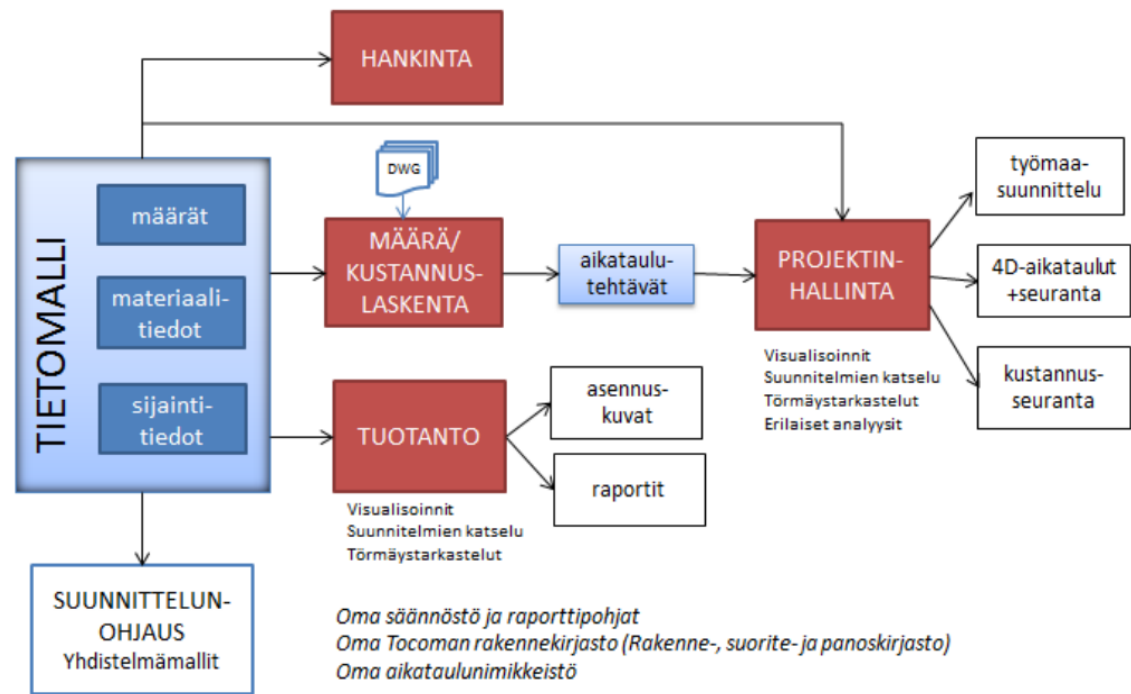 HANKINTA
TIETOMALLI
määrät
materiaali-
tiedot
sijainti-
tiedot
DWG
MÄÄRÄ/
KUSTANNUS-
LASKENTA
aikataulu-
tehtävät
PROJEKTIN-
HALLINTA
Visualisoinnit
Suunnitelmien katselu
Törmäystarkastelut
Erilaiset analyysit
työmaa-
suunnittelu
4D-aikataulut
+seuranta
kustannus-
seuranta
TUOTANTO
Visualisoinnit
Suunnitelmien katselu
Törmäystarkastelut
asennus-
kuvat
raportit
SUUNNITTELUN-
OHJAUS
Yhdistelmämallit
Oma säännöstö ja raporttipohjat
Oma Tocoman rakennekirjasto (Rakenne-, suorite- ja panoskirjasto)
Oma aikataulunimikkeistö